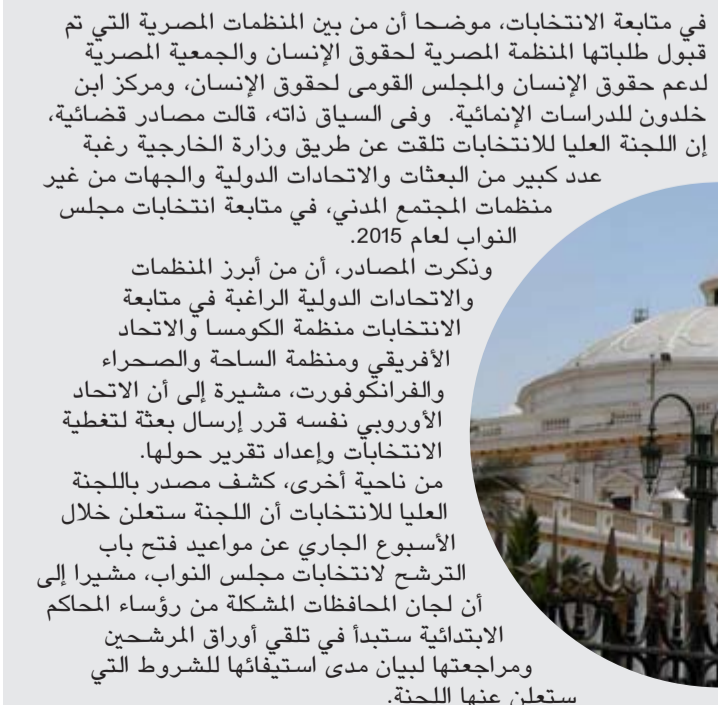 في متابعة الانتخابات، موضحا أن من بين المنظمات المصرية التي تم
قبول طلباتها المنظمة المصرية لحقوق الإنسان والجمعية المصرية
لدعم حقوق الإنسان والمجلس القومى لحقوق الإنسان، ومركز ابن
خلدون للدراسات الإنمائية. وفى السياق ذاته، قالت مصادر قضائية،
إن اللجنة العليا للانتخابات تلقت عن طريق وزارة الخارجية رغبة
عدد كبير من البعثات والاتحادات الدولية والجهات من غير
منظمات المجتمع المدني، في متابعة انتخابات مجلس
النواب لعام 2015.
وذكرت المصادر، أن من أبرز المنظمات
والاتحادات الدولية الراغبة في متابعة
الانتخابات منظمة الكومسا والاتحاد
الأفريقي ومنظمة الساحة والصحراء
والفرانكوفورت، مشيرة إلى أن الاتحاد
الأوروبي نفسه قرر إرسال بعثة لتغطية
الانتخابات وإعداد تقرير حولها.
من ناحية أخرى، كشف مصدر باللجنة
العليا للانتخابات أن اللجنة ستعلن خلال
الأسبوع الجاري عن مواعيد فتح باب
الترشح لانتخابات مجلس النواب، مشيرا إلى
أن لجان المحافظات المشكلة من رؤساء المحاكم
الابتدائية ستبدأ في تلقي أوراق المرشحين
ومراجعتها لبيان مدى استيفائها للشروط التي
ستعلن عنها اللجنة.